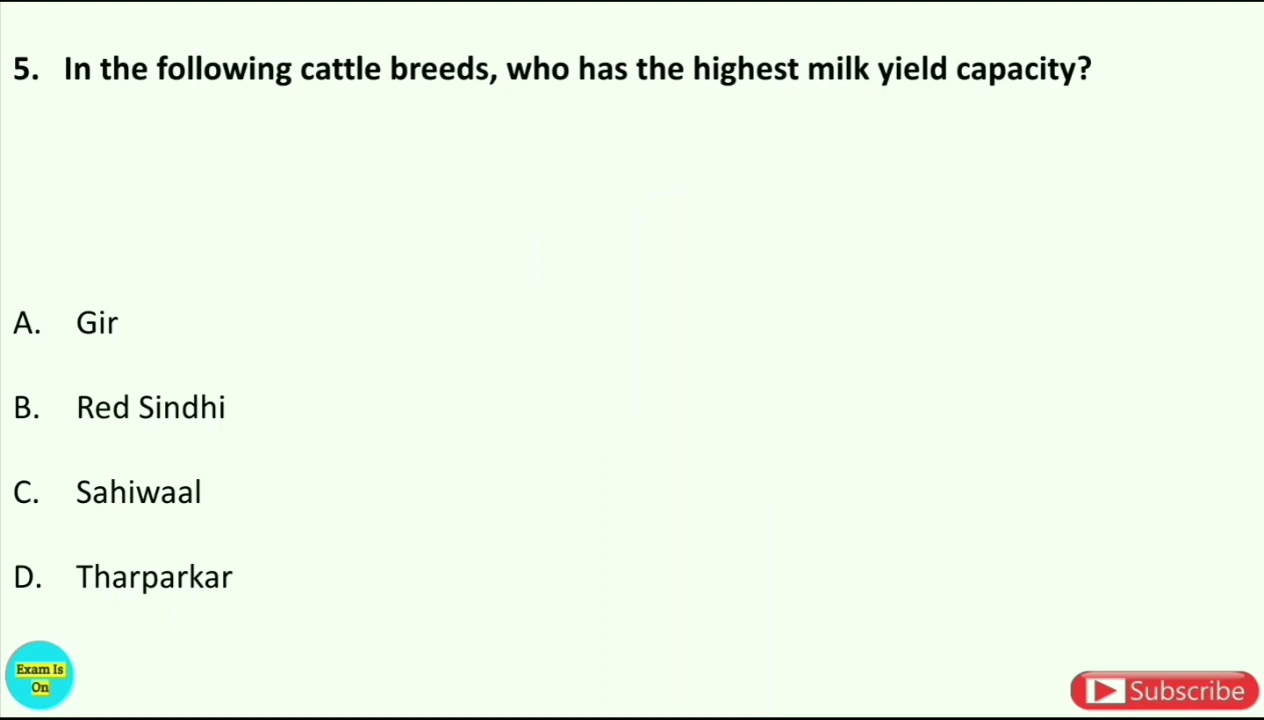 5. In the following cattle breeds, who has the highest milk yield capacity?
A. Gir
B. Red Sindhi
C. Sahiwaal
D. Tharparkar
Exam Is
On
Subscribe